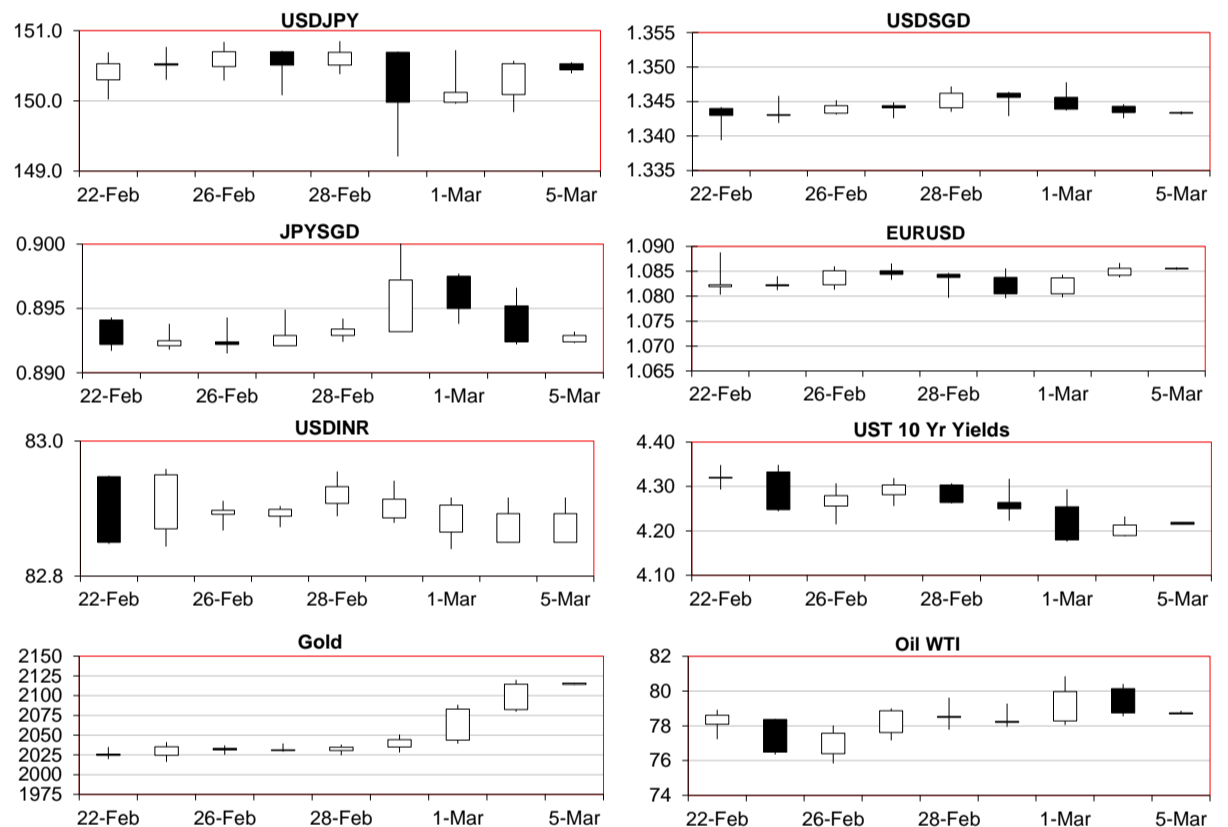 USDJPY
151.0
150.0
149.0
22-Feb 26-Feb 28-Feb 1-Mar 5-Mar
USDSGD
1.355
1.350
1.345
1.340
1.335
22-Feb 26-Feb 28-Feb 1-Mar 5-Mar
JPYSGD
0.900
0.895
0.890
22-Feb 26-Feb 28-Feb 1-Mar 5-Mar
EURUSD
1.090
1.085
1.080
1.075
1.070
1.065
22-Feb 26-Feb 28-Feb 1-Mar 5-Mar
USDINR
83.0
82.8
22-Feb 26-Feb 28-Feb 1-Mar 5-Mar
UST 10 Yr Yields
4.40
4.30
4.20
4.10
22-Feb 26-Feb 28-Feb 1-Mar 5-Mar
Gold
2150
2125
2100
2075
2050
2025
2000
1975
22-Feb 26-Feb 28-Feb 1-Mar 5-Mar
Oil WTI
82
80
78
76
74
22-Feb 26-Feb 28-Feb 1-Mar 5-Mar